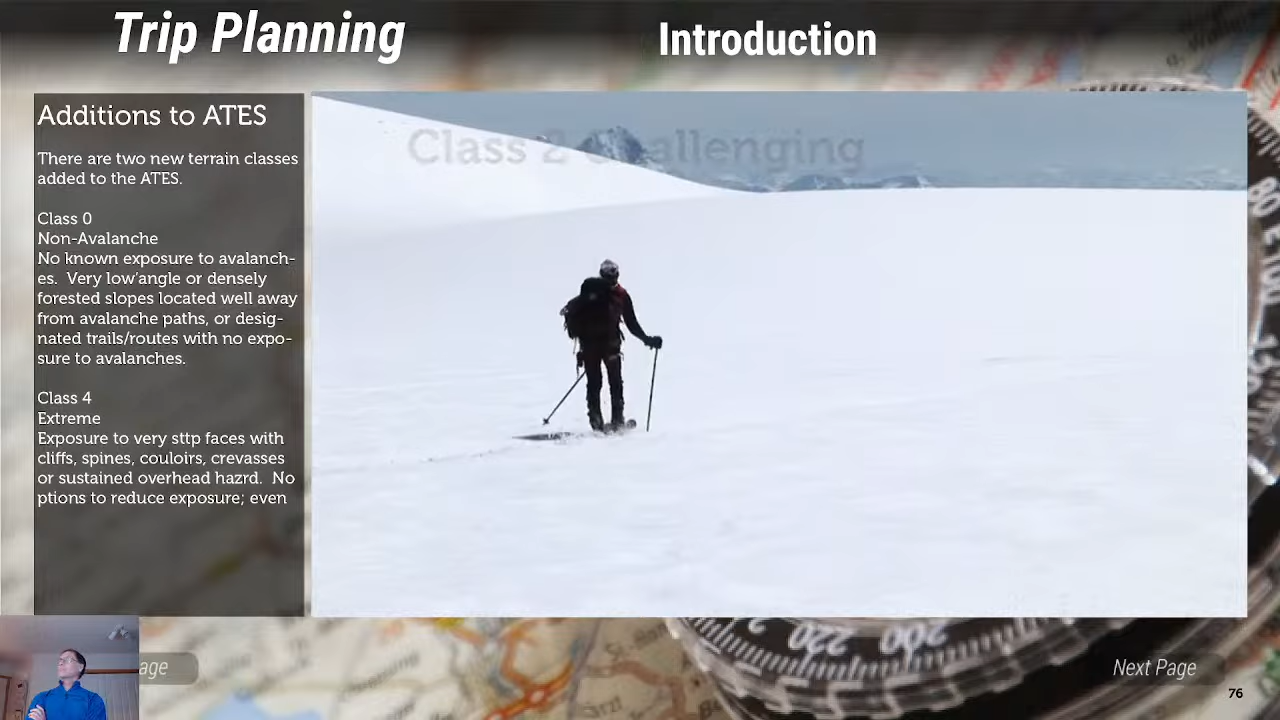 Trip Planning
Introduction
Additions to ATES
There are two new terrain classes
added to the ATES.
Class 0
Non-Avalanche
No known exposure to avalanch-
es. Very low'angle or densely
forested slopes located well away
from avalanche paths, or desig-
nated trails/routes with no expo-
sure to avalanches.
Class 4
Extreme
Exposure to very sttp faces with
cliffs, spines, couloirs, crevasses
or sustained overhead hazrd. No
ptions to reduce exposure; even
Class 2 Challenging
80
220
200
age
Next Page
76